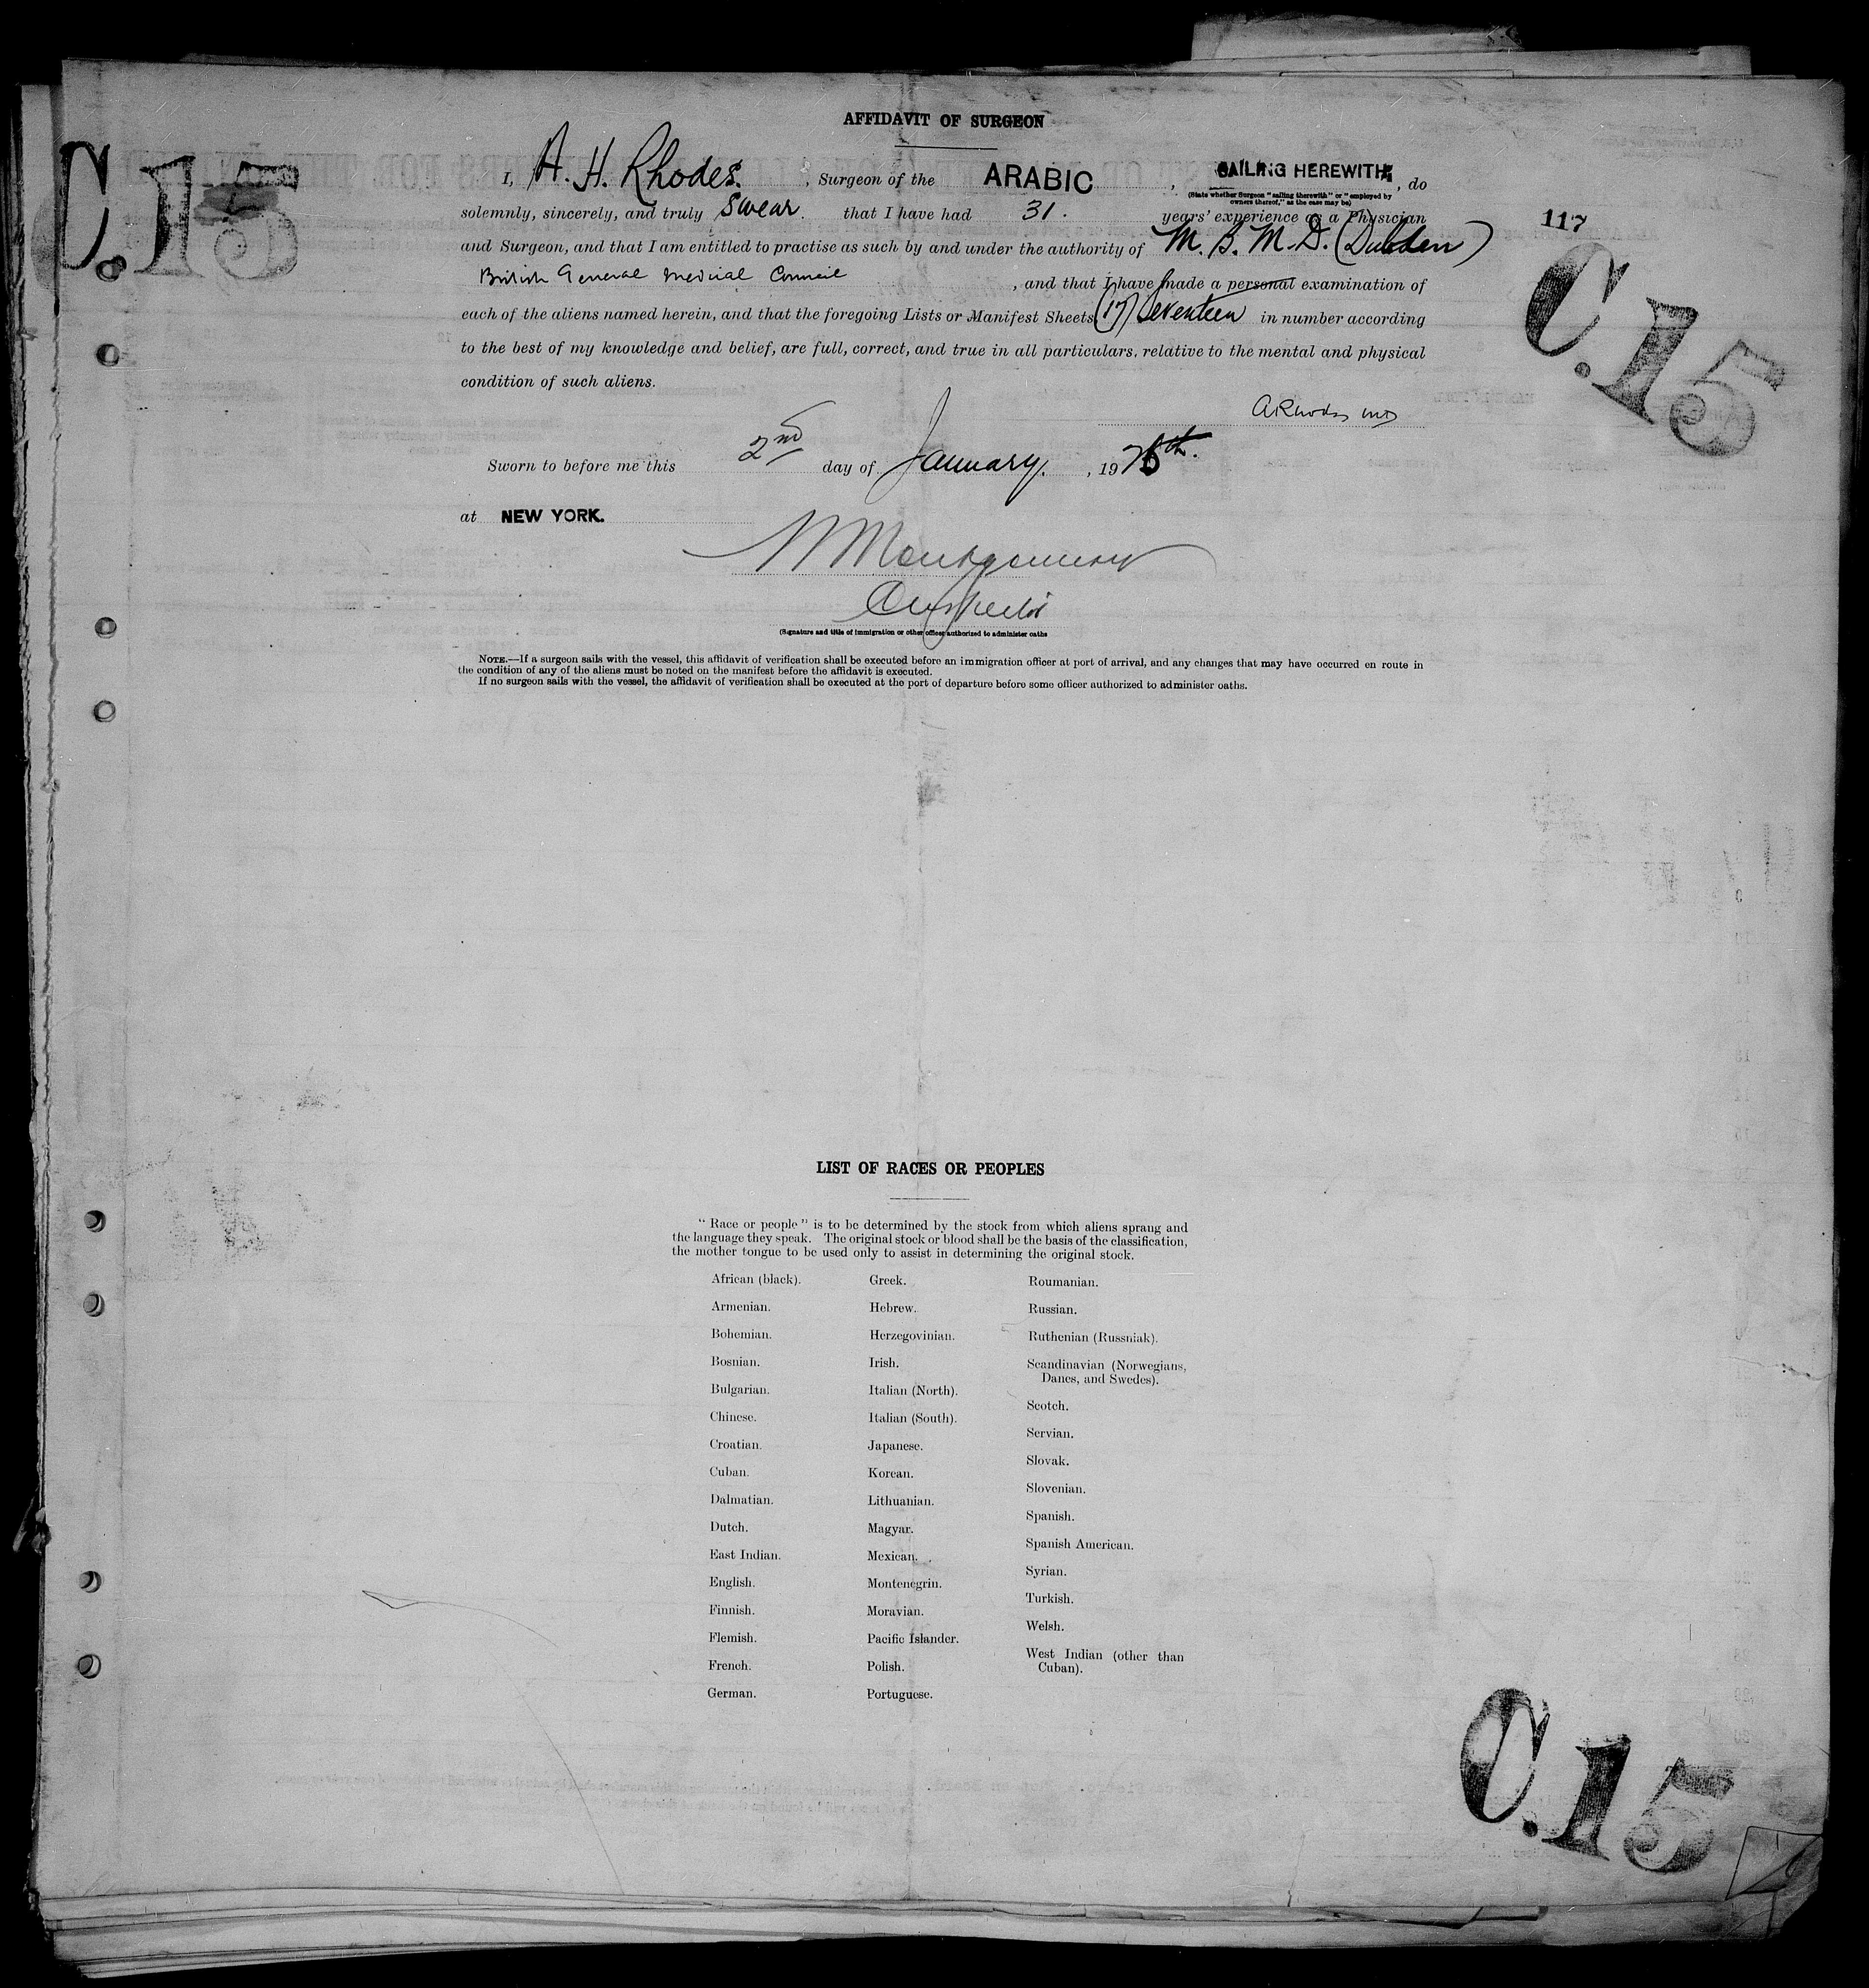 AFFIDAVIT OF SURGEON
C.15
I, A. H. Rhodes. , Surgeon of the ARABIC , SAILING HEREWITH, , do
(State whether Surgeon "sailing therewith" or "employed by
owners thereof," as the case may be)
solemnly, sincerely, and truly swear. that I have had 31. years' experience as a Physician
117
and Surgeon, and that I am entitled to practise as such by and under the authority of M. B. M. D. (Dublin)
British General Medical Council , and that I have made a personal examination of
C.15
each of the aliens named herein, and that the foregoing Lists or Manifest Sheets (17) Seventeen in number according
to the best of my knowledge and belief, are full, correct, and true in all particulars, relative to the mental and physical
condition of such aliens.
A Rhodes MD
Sworn to before me this 2nd day of January. , 19
at NEW YORK.
Montgomery
(Signature and title of immigration or other officer authorized to administer oaths
NOTE.—If a surgeon sails with the vessel, this affidavit of verification shall be executed before an immigration officer at port of arrival, and any changes that may have occurred en route in
the condition of any of the aliens must be noted on the manifest before the affidavit is executed.
If no surgeon sails with the vessel, the affidavit of verification shall be executed at the port of departure before some officer authorized to administer oaths.
LIST OF RACES OR PEOPLES
"Race or people" is to be determined by the stock from which aliens sprang and
the language they speak. The original stock or blood shall be the basis of the classification,
the mother tongue to be used only to assist in determining the original stock.
African (black).
Armenian.
Bohemian.
Bosnian.
Bulgarian.
Chinese.
Croatian.
Cuban.
Dalmatian.
Dutch.
East Indian.
English.
Finnish.
Flemish.
French.
German.
Greek.
Hebrew.
Herzegovinian.
Irish.
Italian (North).
Italian (South).
Japanese.
Korean.
Lithuanian.
Magyar.
Mexican.
Montenegrin.
Moravian.
Pacific Islander.
Polish.
Portuguese.
Roumanian.
Russian.
Ruthenian (Russniak).
Scandinavian (Norwegians,
Danes, and Swedes).
Scotch.
Servian.
Slovak.
Slovenian.
Spanish.
Spanish American.
Syrian.
Turkish.
Welsh.
West Indian (other than
Cuban).
C.15